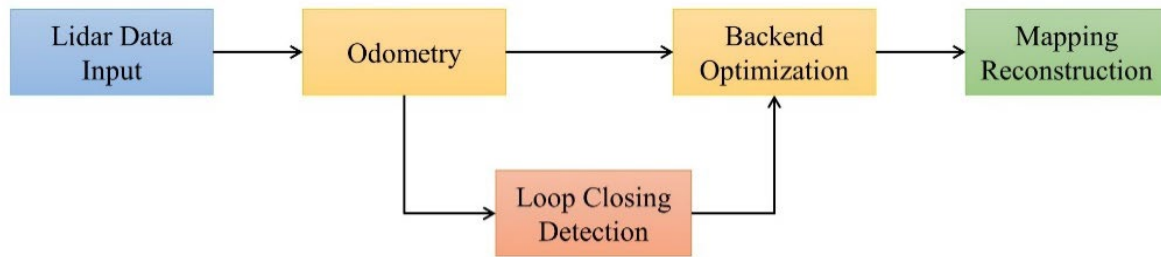 Lidar Data
Input
Odometry
Backend
Optimization
Mapping
Reconstruction
Loop Closing
Detection